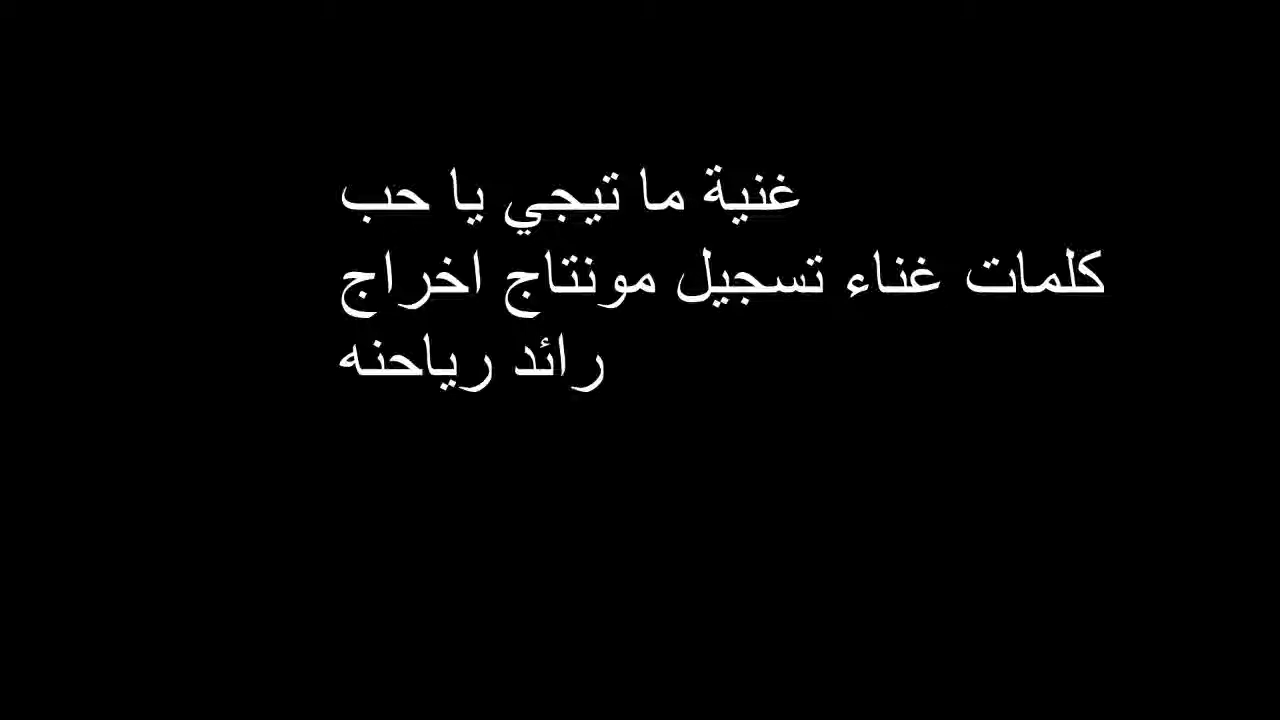 غنية ما تيجي يا حب
كلمات غناء تسجيل مونتاج اخراج
رائد رياحنه